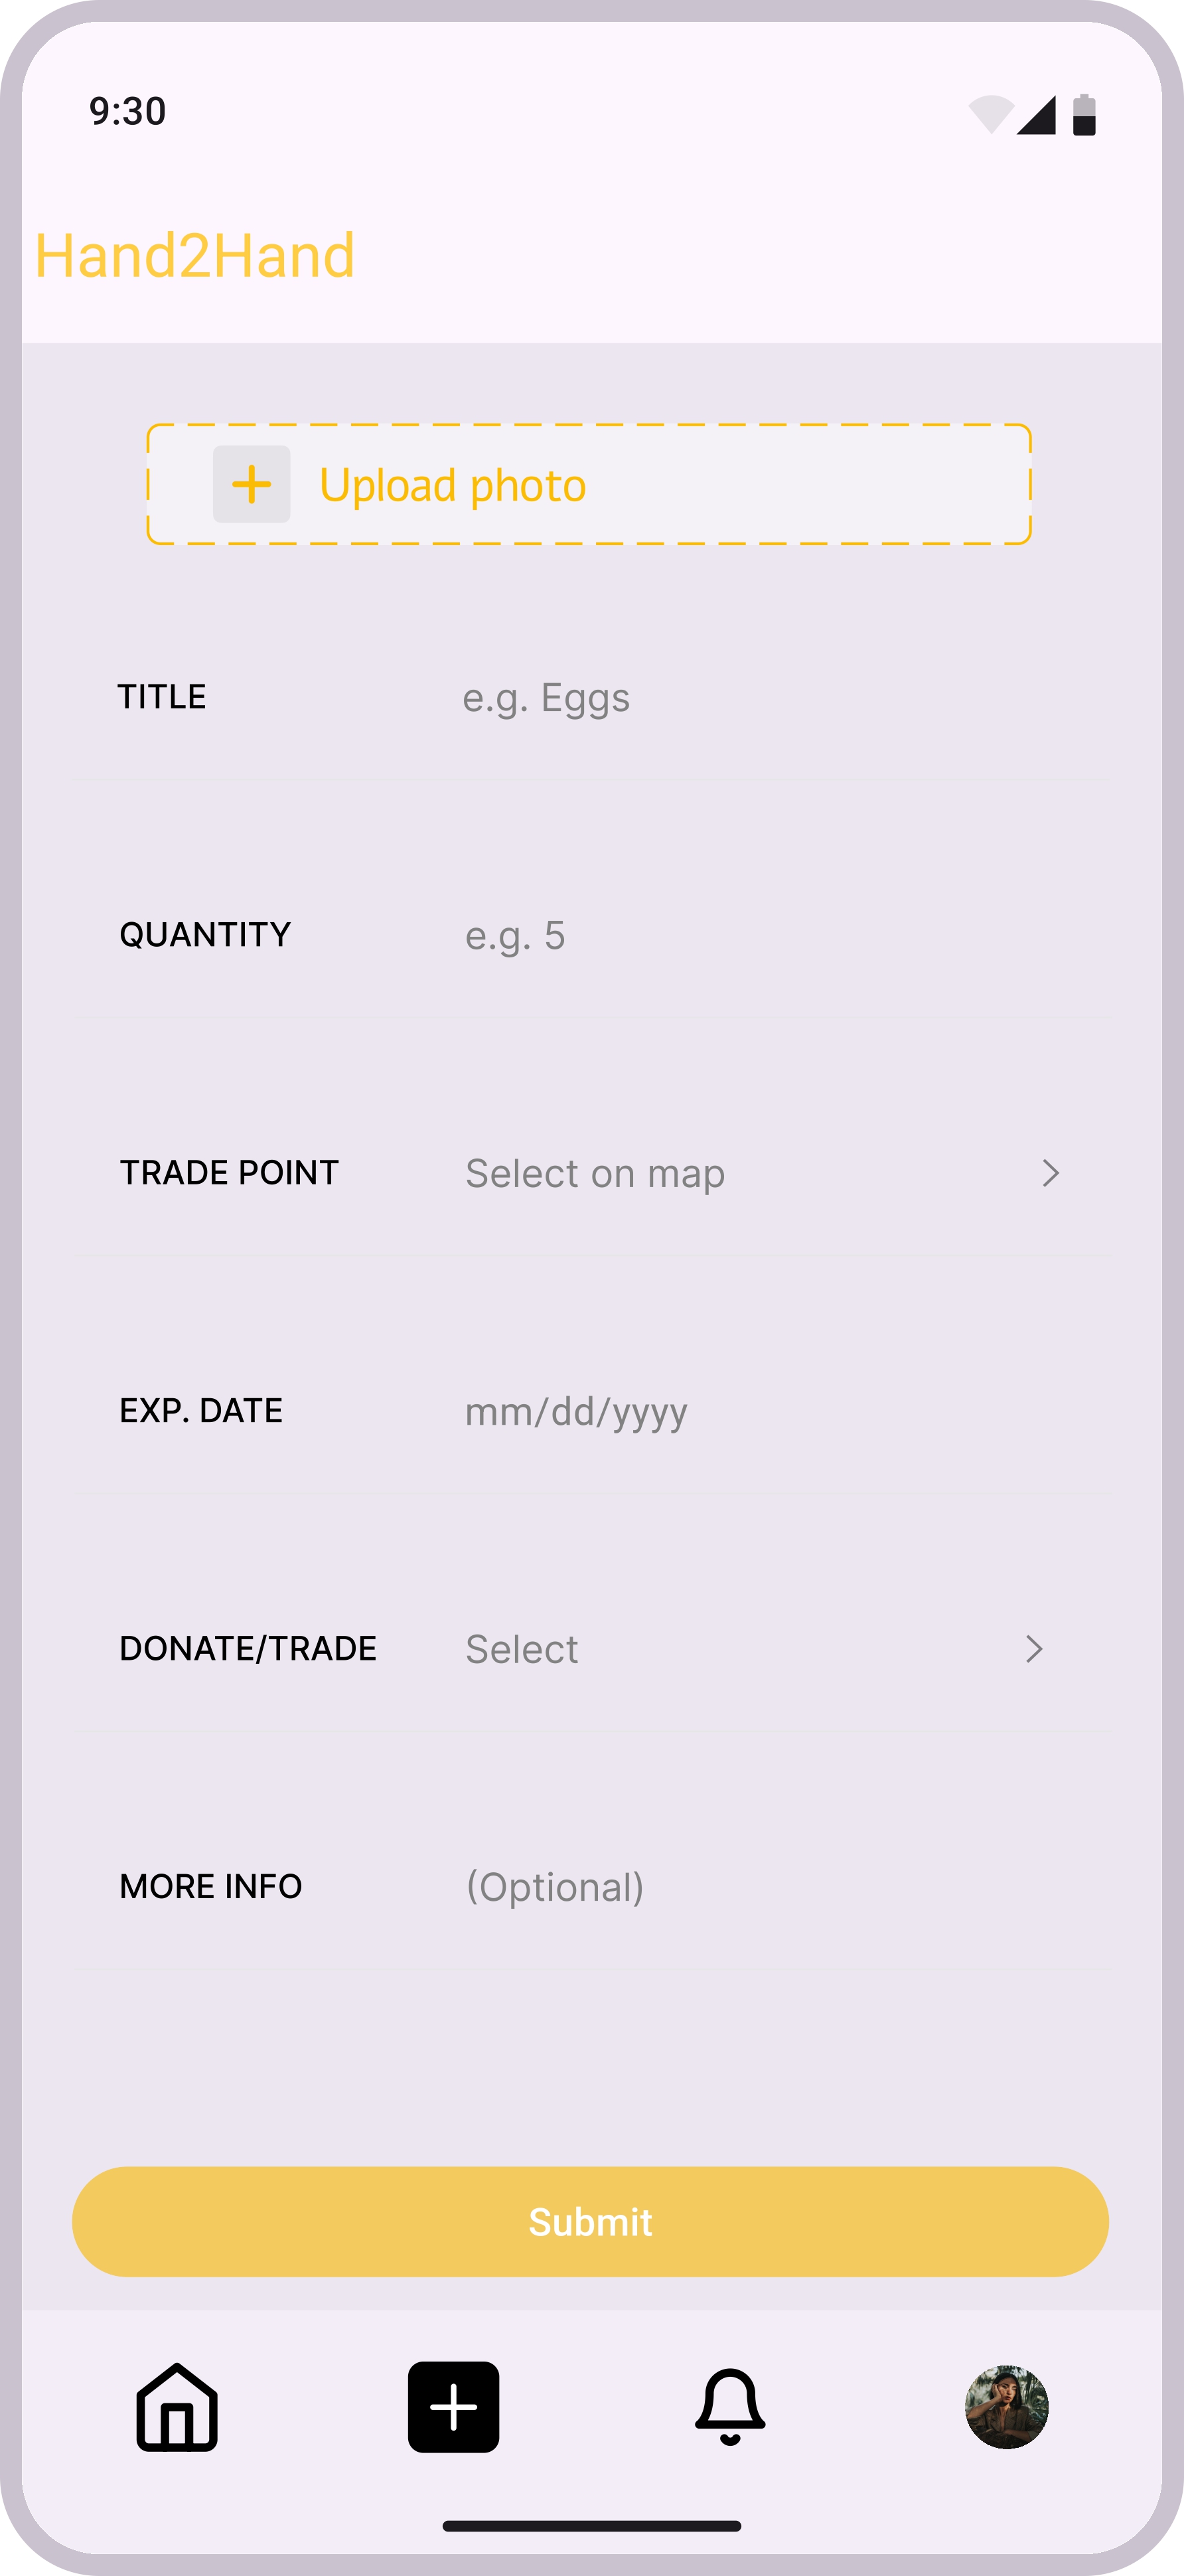 9:30
Hand2Hand
Upload photo
TITLE e.g. Eggs
QUANTITY e.g. 5
TRADE POINT Select on map
EXP. DATE mm/dd/yyyy
DONATE/TRADE Select
MORE INFO (Optional)
Submit